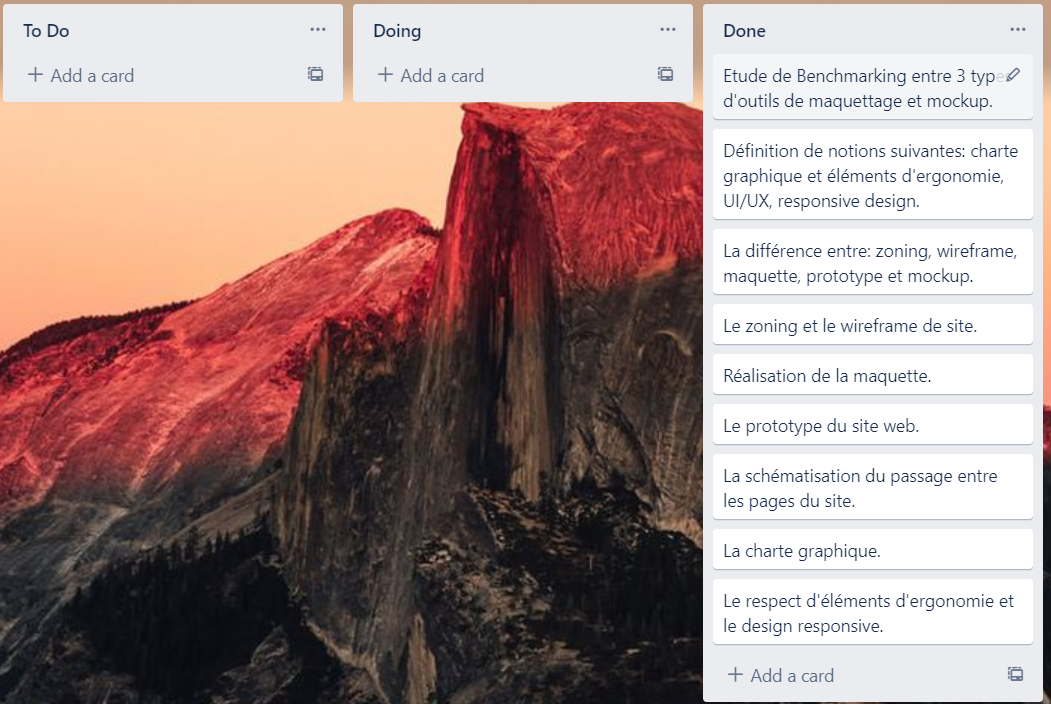 To Do
Add a card
Doing
Add a card
Done
Etude de Benchmarking entre 3 types
d'outils de maquettage et mockup.
Définition de notions suivantes: charte
graphique et éléments d'ergonomie,
UI/UX, responsive design.
La différence entre: zoning, wireframe,
maquette, prototype et mockup.
Le zoning et le wireframe de site.
Réalisation de la maquette.
Le prototype du site web.
La schématisation du passage entre
les pages du site.
La charte graphique.
Le respect d'éléments d'ergonomie et
le design responsive.
Add a card